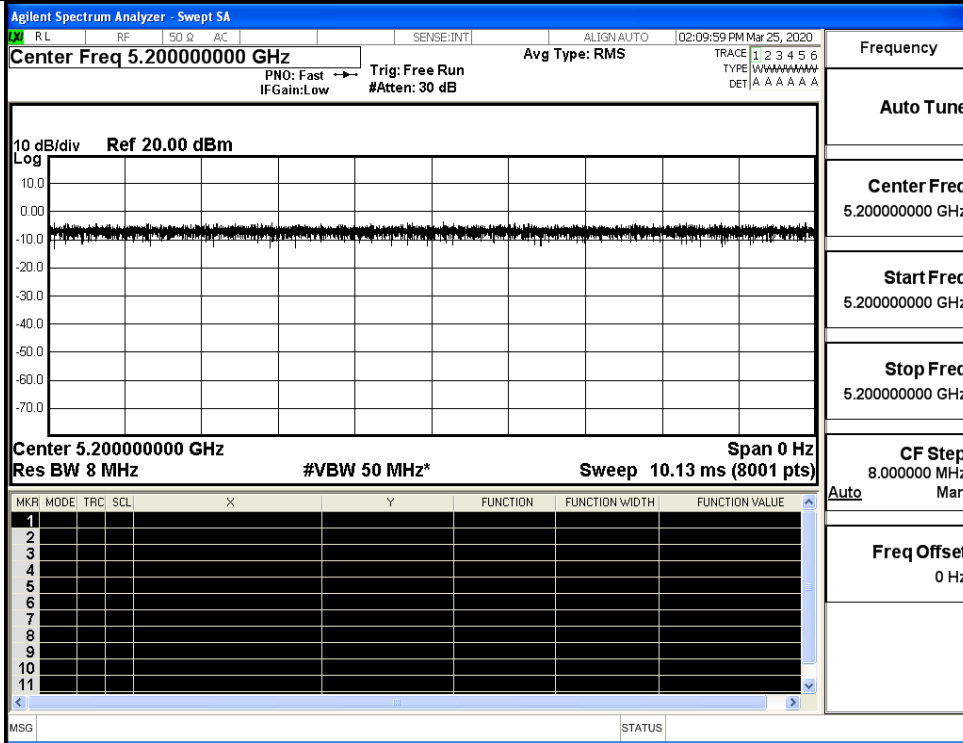 Agilent Spectrum Analyzer - Swept SA
LXI RL RF 50 Ω AC SENSE:INT ALIGN AUTO 02:09:59 PM Mar 25, 2020
Center Freq 5.200000000 GHz
PNO: Fast
IFGain:Low
Trig: Free Run
#Atten: 30 dB
Avg Type: RMS
TRACE 1 2 3 4 5 6
TYPE WWWWWW
DET A A A A A A
10 dB/div Ref 20.00 dBm
Log
10.0
0.00
-10.0
-20.0
-30.0
-40.0
-50.0
-60.0
-70.0
Center 5.200000000 GHz Span 0 Hz
Res BW 8 MHz #VBW 50 MHz* Sweep 10.13 ms (8001 pts)
MKR MODE TRC SCL X Y FUNCTION FUNCTION WIDTH FUNCTION VALUE
1
2
3
4
5
6
7
8
9
10
11
MSG STATUS
Frequency
Auto Tune
Center Freq
5.200000000 GHz
Start Freq
5.200000000 GHz
Stop Freq
5.200000000 GHz
CF Step
8.000000 MHz
Auto Man
Freq Offset
0 Hz